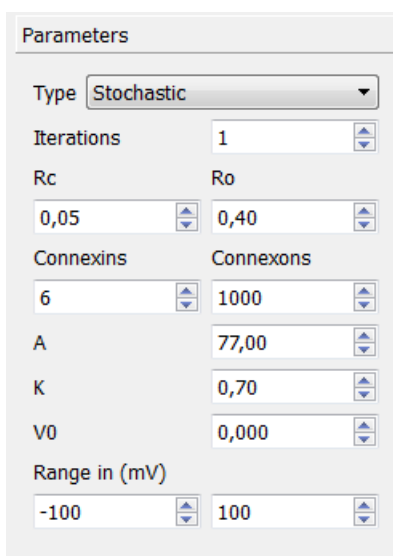 Parameters
Type Stochastic
Iterations 1
Rc Ro
0,05 0,40
Connexins Connexons
6 1000
A 77,00
K 0,70
V0 0,000
Range in (mV)
-100 100